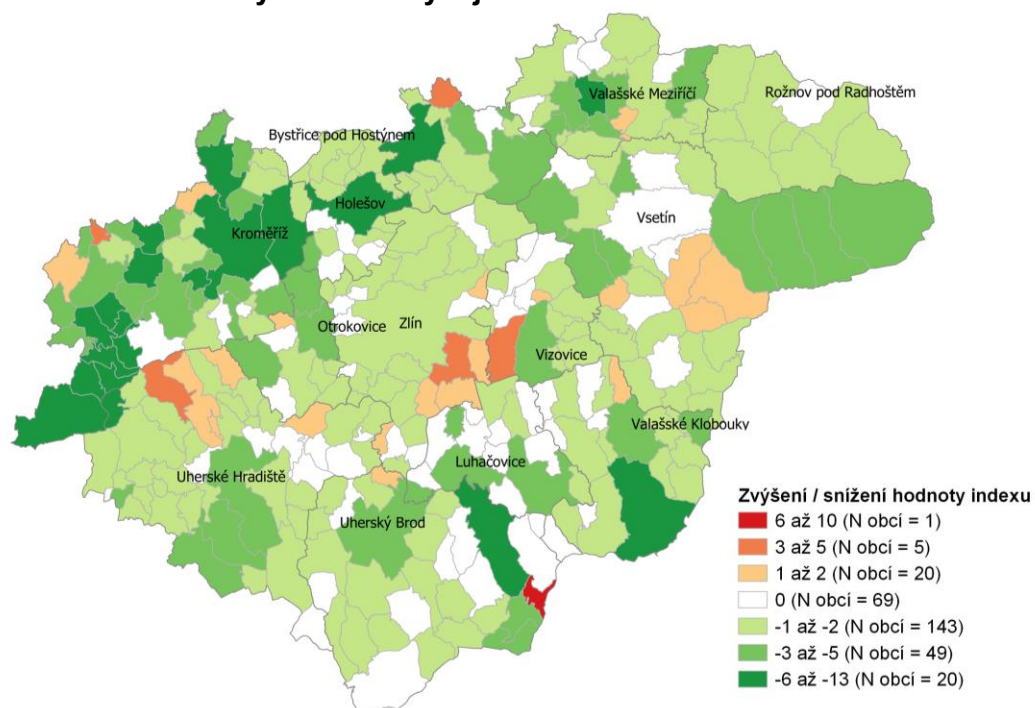 Valašské Meziříčí
Rožnov pod Radhoštěm
Bystřice pod Hostýnem
Holešov
Vsetín
Kroměříž
Otrokovice
Zlín
Vizovice
Valašské Klobouky
Uherské Hradiště
Luhačovice
Uherský Brod
Zvýšení / snížení hodnoty indexu
6 až 10 (N obcí = 1)
3 až 5 (N obcí = 5)
1 až 2 (N obcí = 20)
0 (N obcí = 69)
-1 až -2 (N obcí = 143)
-3 až -5 (N obcí = 49)
-6 až -13 (N obcí = 20)